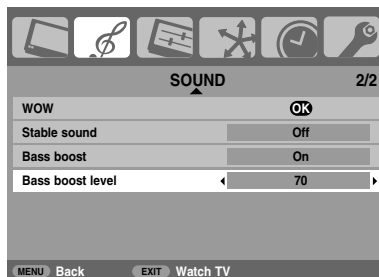 SOUND 2/2
WOW OK
Stable sound Off
Bass boost On
Bass boost level 70
MENU Back EXIT Watch TV